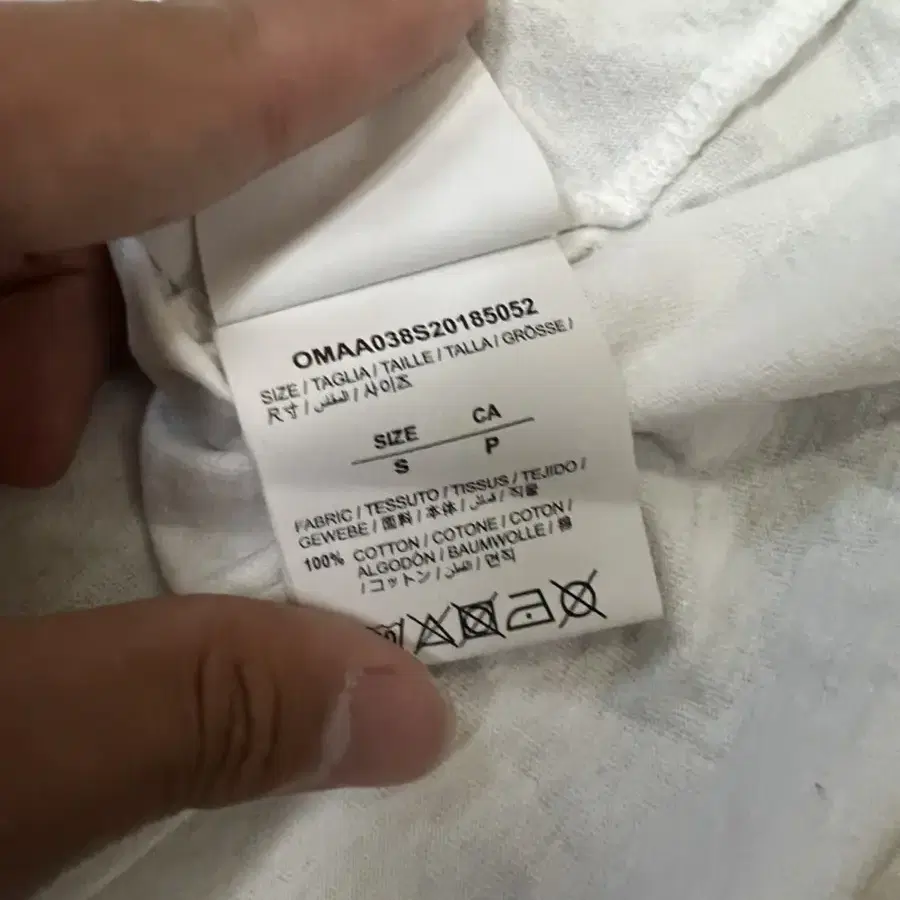 OMAA038S20185052
SIZE / TAGLIA / TAILLE / TALLA / GRÖSSE /
尺寸 / المقاس / 사이즈
SIZE CA
S P
FABRIC / TESSUTO / TISSUS / TEJIDO /
GEWEBE / 面料 / 本体 / قماش / 직물
100% COTTON / COTONE / COTON /
ALGODÓN / BAUMWOLLE / 棉
/ コットン / قطن / 면직